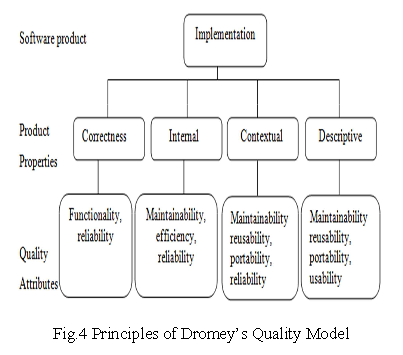 Software product
Implementation
Product
Properties
Correctness
Internal
Contextual
Descriptive
Quality
Attributes
Functionality,
reliability
Maintainability,
efficiency,
reliability
Maintainability
reusability,
portability,
reliability
Maintainability
reusability,
portability,
usability
Fig.4 Principles of Dromey's Quality Model